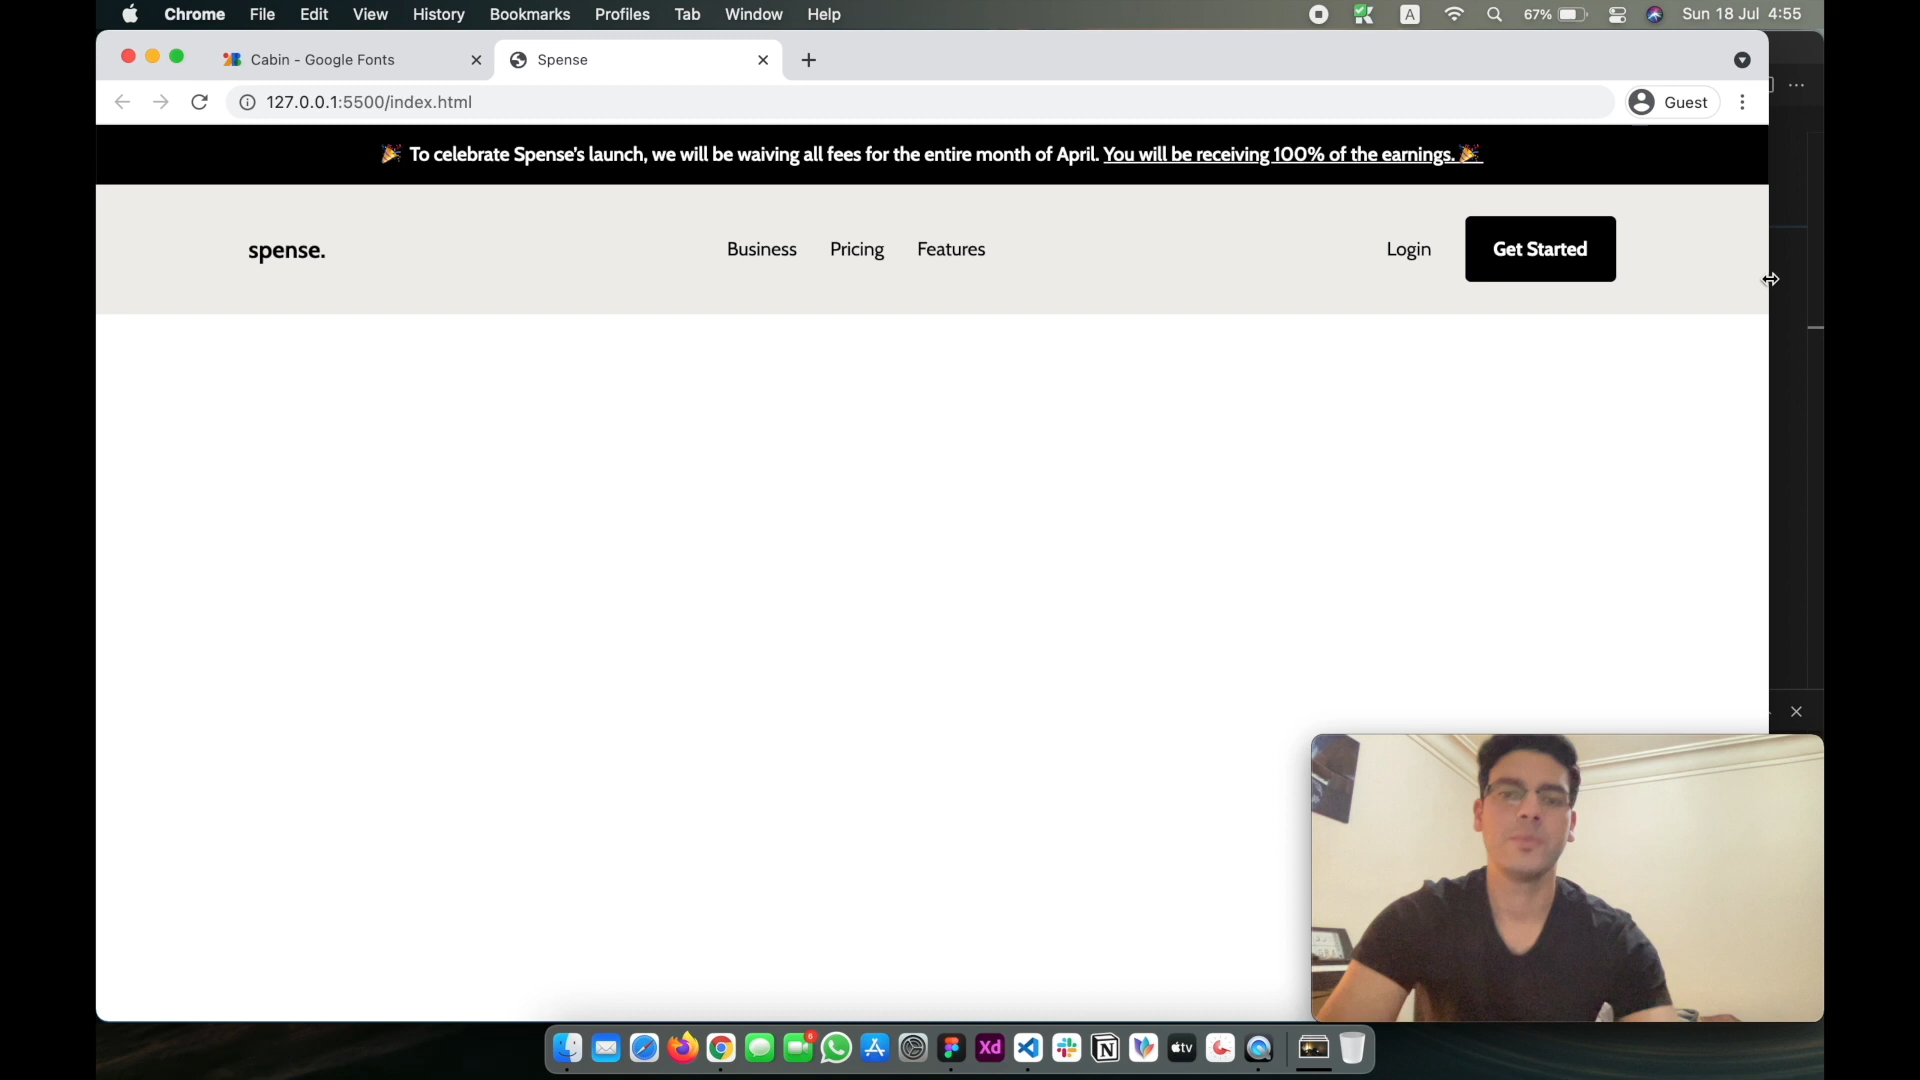 Chrome File Edit View History Bookmarks Profiles Tab Window Help A 67% Sun 18 Jul 4:55
Cabin - Google Fonts Spense
127.0.0.1:5500/index.html Guest
🎉 To celebrate Spense's launch, we will be waiving all fees for the entire month of April. You will be receiving 100% of the earnings. 🎉
spense. Business Pricing Features Login Get Started
6
Xd tv